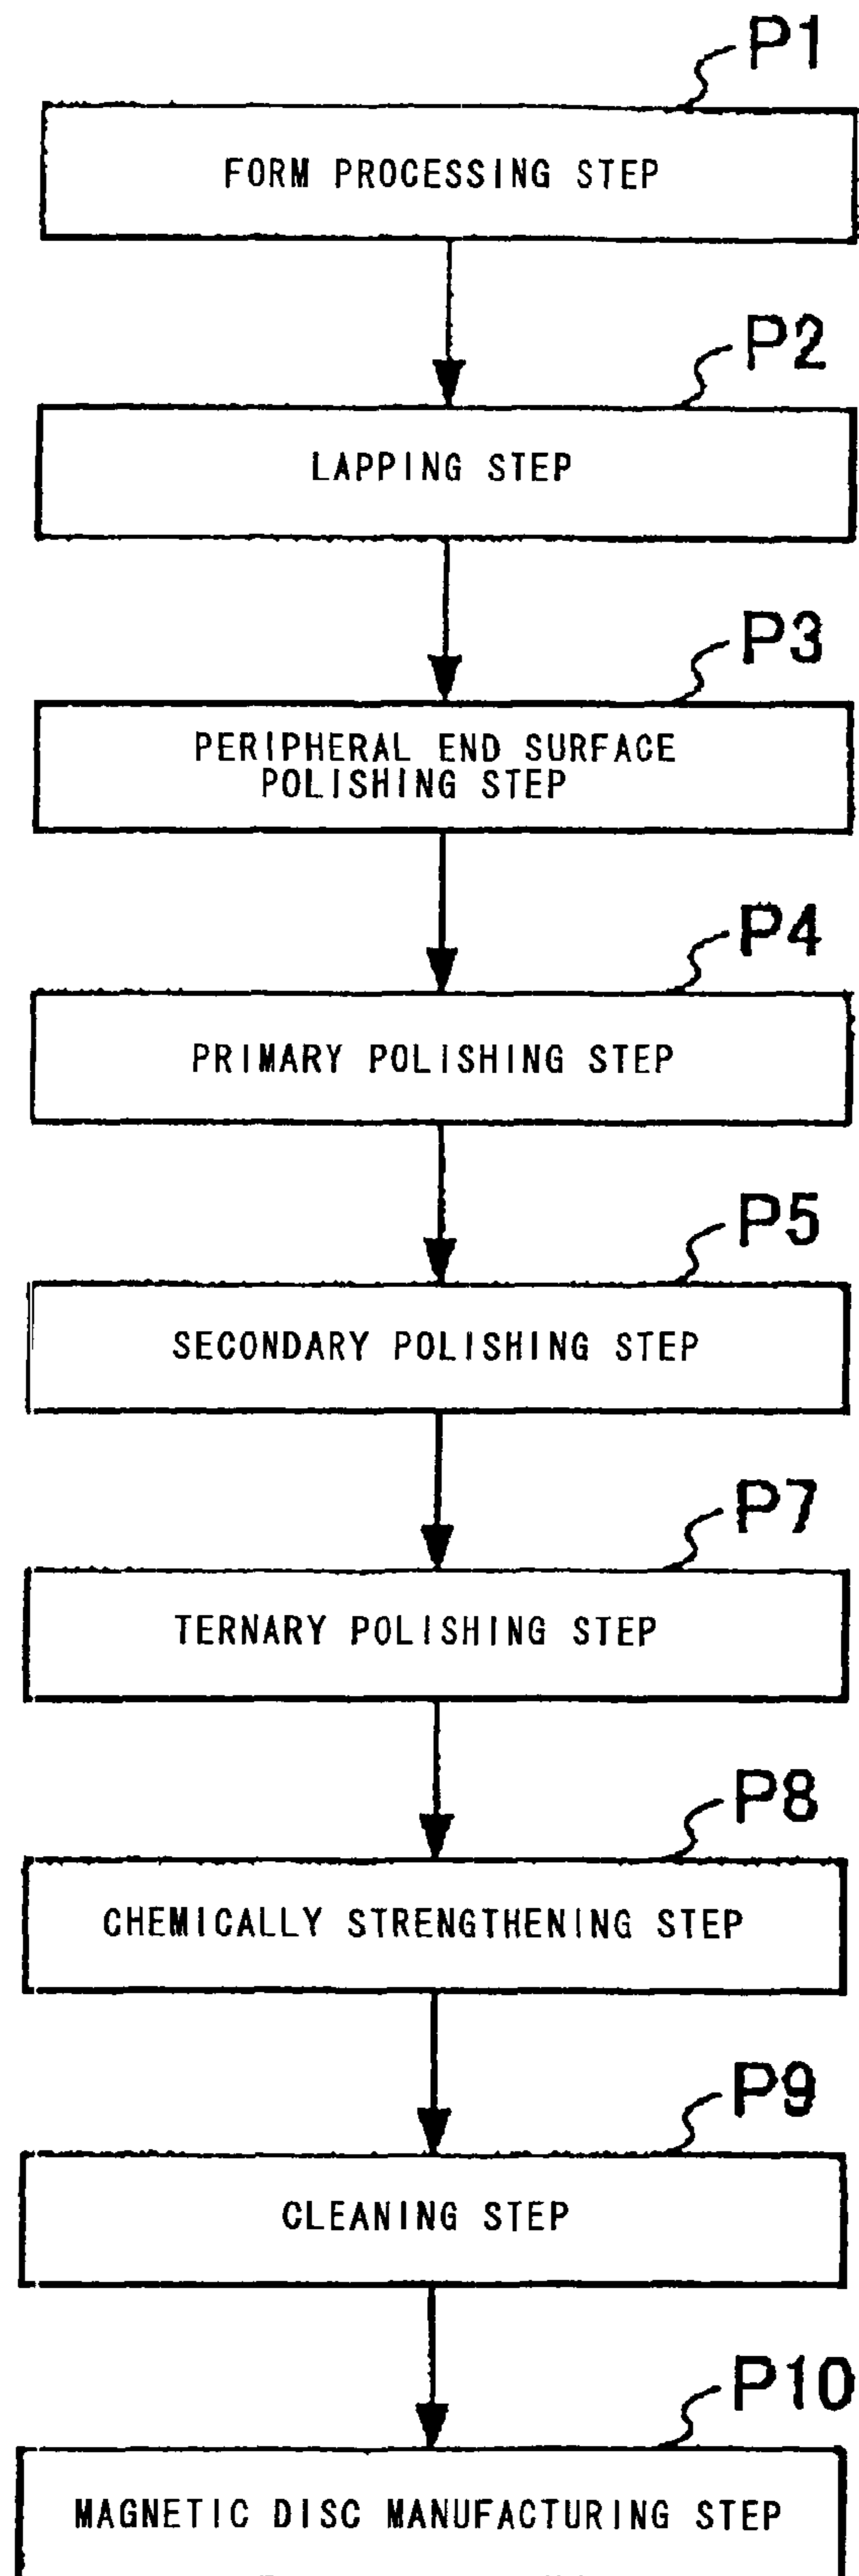 P1
FORM PROCESSING STEP
P2
LAPPING STEP
P3
PERIPHERAL END SURFACE
POLISHING STEP
P4
PRIMARY POLISHING STEP
P5
SECONDARY POLISHING STEP
P7
TERNARY POLISHING STEP
P8
CHEMICALLY STRENGTHENING STEP
P9
CLEANING STEP
P10
MAGNETIC DISC MANUFACTURING STEP